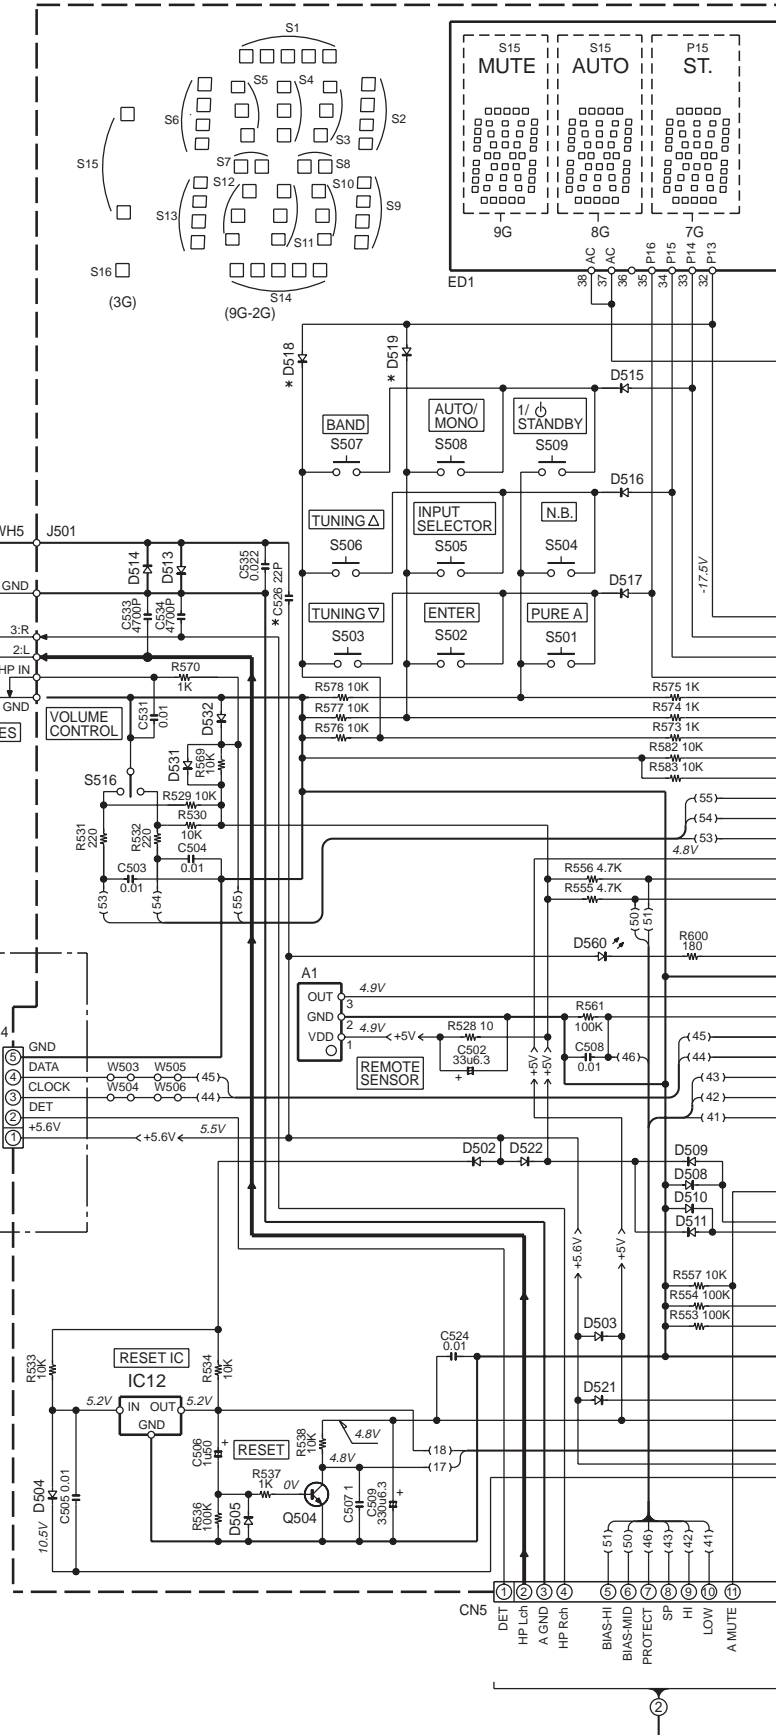 S1
S5
S4
S6
S2
S3
S15
S7
S8
S12
S10
S13
S9
S11
S16
S14
(3G)
(9G-2G)
S15
MUTE
S15
AUTO
P15
ST.
9G
8G
7G
ED1
38
AC
37
AC
36
35
P16
34
P15
33
P14
32
P13
* D518
* D519
D515
BAND
S507
AUTO/
MONO
S508
1/⏻
STANDBY
S509
D516
TUNING △
S506
INPUT
SELECTOR
S505
N.B.
S504
-17.5V
D517
TUNING ▽
S503
ENTER
S502
PURE A
S501
WH5
J501
D514
D513
C535
0.022
* C526 22P
GND
C533
4700P
C534
4700P
3:R
2:L
HP IN
GND
ES
R570
1K
VOLUME
CONTROL
C531
0.01
D532
R578 10K
R577 10K
R576 10K
R575 1K
R574 1K
R573 1K
R582 10K
R583 10K
S516
D531
R569
10K
R529 10K
R530
10K
R531
220
R532
220
C504
0.01
C503
0.01
(53)
(54)
(55)
(55)
(54)
(53)
4.8V
R556 4.7K
R555 4.7K
(50)
(51)
D560
R600
180
A1
OUT
3
4.9V
GND
2
VDD
1
4.9V
+5V
R528 10
C502
33u6.3
+
REMOTE
SENSOR
R561
100K
C508
0.01
(46)
+5V
+5V
(45)
(44)
(43)
(42)
(41)
4
5
GND
4
DATA
W503
W505
(45)
3
CLOCK
W504
W506
(44)
2
DET
1
+5.6V
+5.6V
5.5V
D502
D522
D509
D508
D510
D511
+5.6V
+5V
R557 10K
R554 100K
R553 100K
D503
C524
0.01
D521
R533
10K
RESET IC
IC12
R534
10K
5.2V
IN
OUT
GND
5.2V
C506
1u50
+
RESET
R538
10K
4.8V
4.8V
(18)
(17)
R537
1K
0V
Q504
C507 1
C509
330u6.3
+
D504
C505 0.01
10.5V
R536
100K
D505
(51)
(50)
(46)
(43)
(42)
(41)
CN5
1
2
3
4
5
6
7
8
9
10
11
DET
HP Lch
A GND
HP Rch
BIAS-HI
BIAS-MID
PROTECT
SP
HI
LOW
A MUTE
2